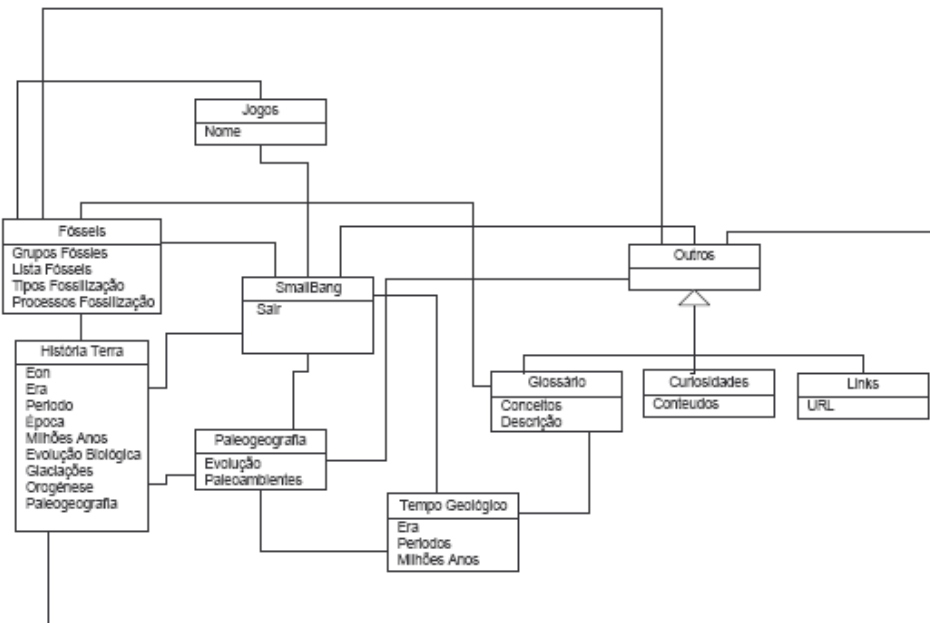 Jogos
Nome
Fósseis
Grupos Fóssies
Lista Fósseis
Tipos Fossilização
Processos Fossilização
Outros
SmallBang
Sair
História Terra
Eon
Era
Período
Época
Milhões Anos
Evolução Biológica
Glaciações
Orogénese
Paleogeografia
Glossário
Conceitos
Descrição
Curiosidades
Conteudos
Links
URL
Paleogeografia
Evolução
Paleoambientes
Tempo Geológico
Era
Períodos
Milhões Anos